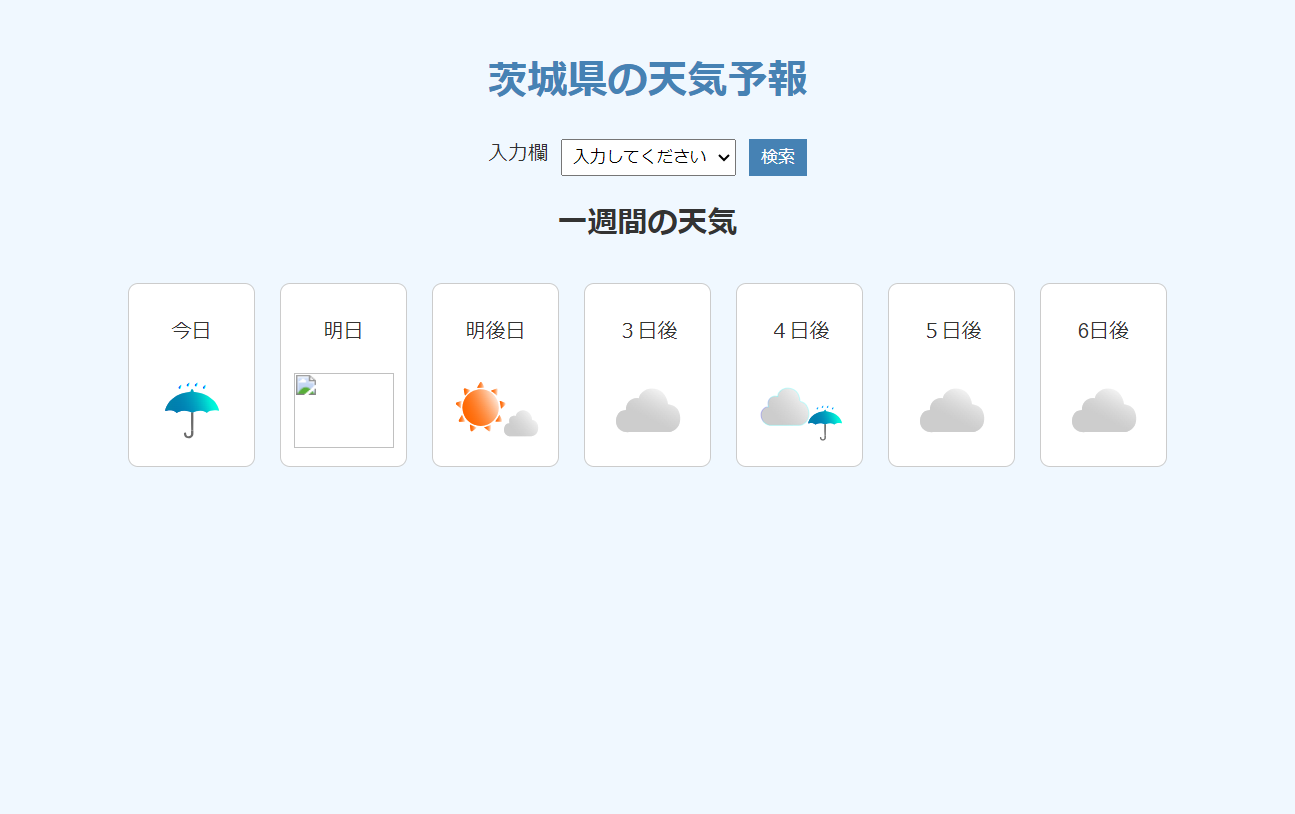 茨城県の天気予報
入力欄 入力してください 検索
一週間の天気
今日 明日 明後日 ３日後 ４日後 ５日後 6日後